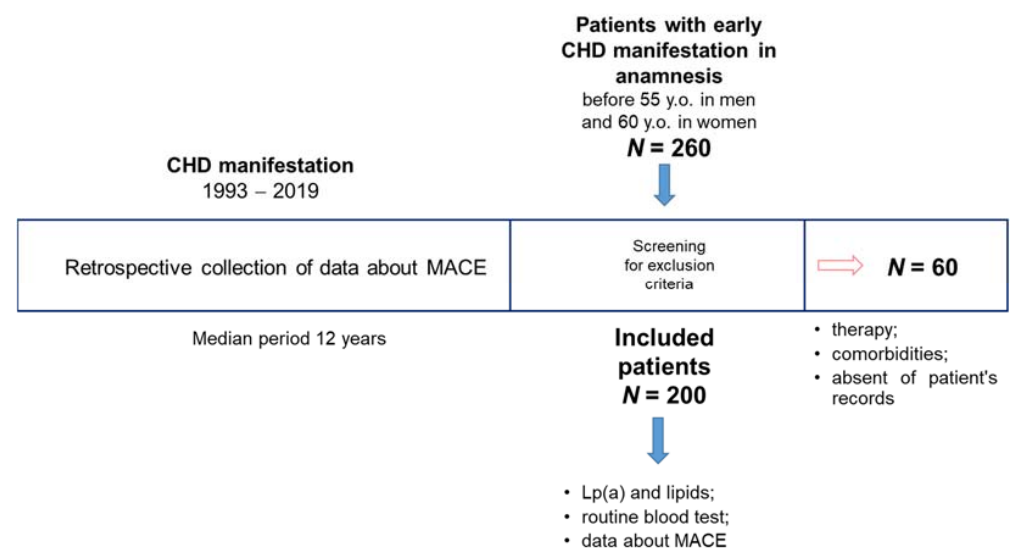 Patients with early
CHD manifestation in
anamnesis
before 55 y.o. in men
and 60 y.o. in women
N = 260
CHD manifestation
1993 – 2019
Retrospective collection of data about MACE
Screening
for exclusion
criteria
N = 60
Median period 12 years
Included
patients
N = 200
• therapy;
• comorbidities;
• absent of patient's
records
• Lp(a) and lipids;
• routine blood test;
• data about MACE